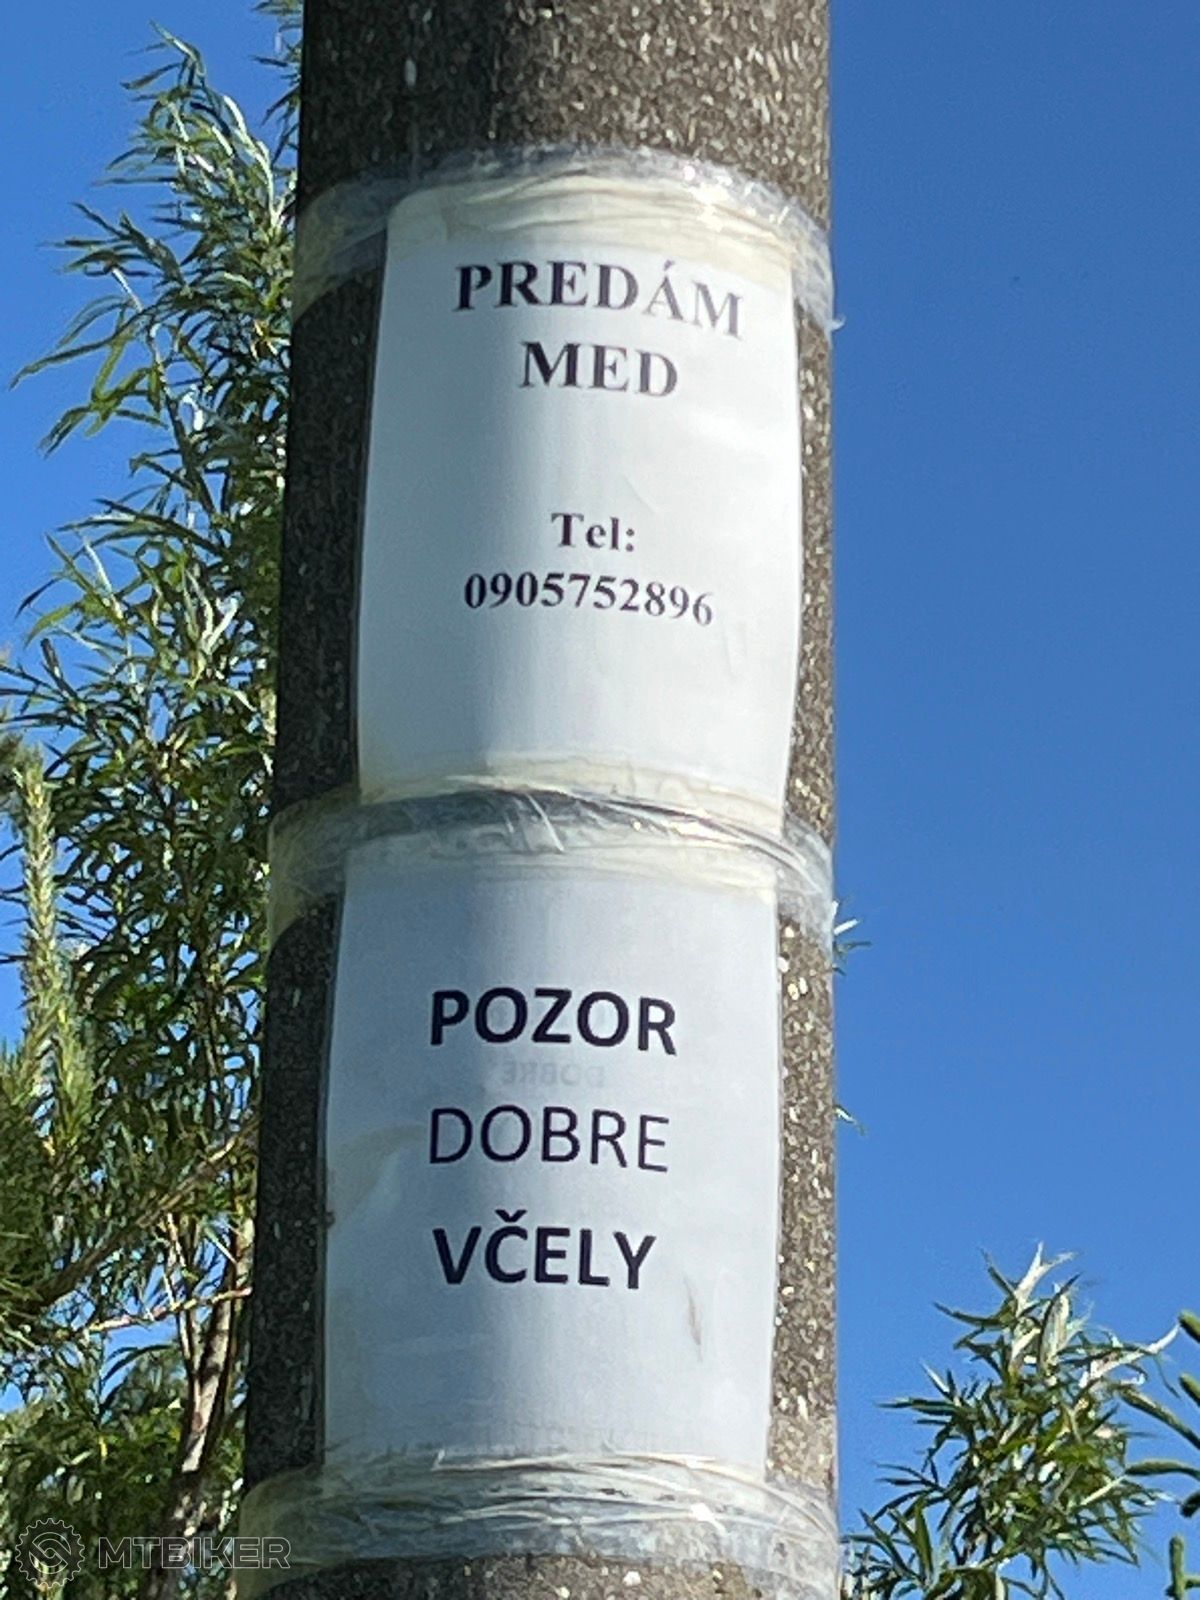 PREDÁM
MED
Tel:
0905752896
POZOR
DOBRE
VČELY
MTBIKER